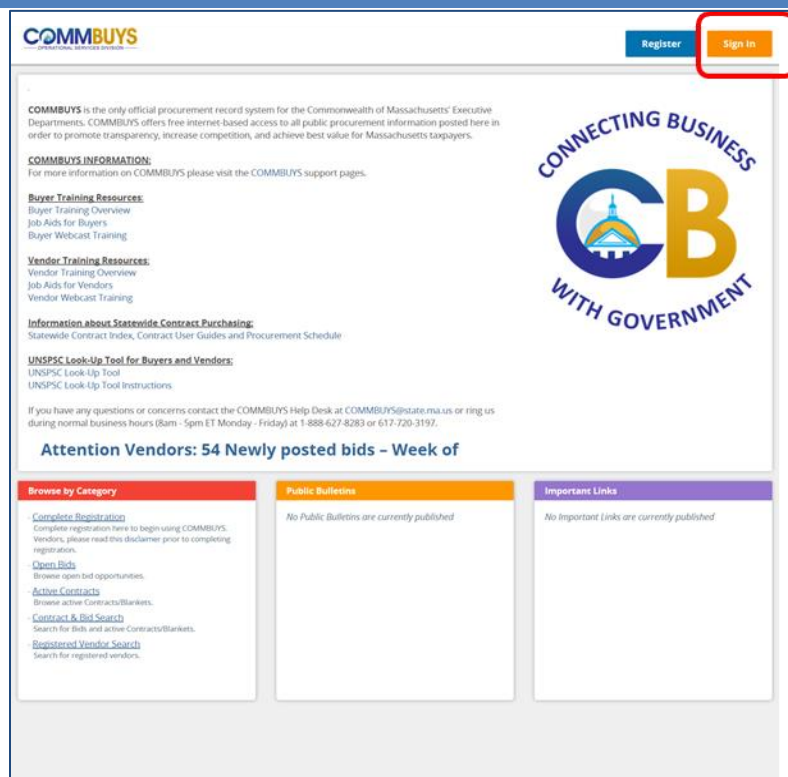 COMMBUYS
OPERATIONAL SERVICES DIVISION
Register
Sign In
COMMBUYS is the only official procurement record system for the Commonwealth of Massachusetts' Executive
Departments. COMMBUYS offers free internet-based access to all public procurement information posted here in
order to promote transparency, increase competition, and achieve best value for Massachusetts taxpayers.
COMMBUYS INFORMATION:
For more information on COMMBUYS please visit the COMMBUYS support pages.
Buyer Training Resources:
Buyer Training Overview
Job Aids for Buyers
Buyer Webcast Training
Vendor Training Resources:
Vendor Training Overview
Job Aids for Vendors
Vendor Webcast Training
Information about Statewide Contract Purchasing:
Statewide Contract Index, Contract User Guides and Procurement Schedule
UNSPSC Look-Up Tool for Buyers and Vendors:
UNSPSC Look-Up Tool
UNSPSC Look-Up Tool Instructions
If you have any questions or concerns contact the COMMBUYS Help Desk at COMMBUYS@state.ma.us or ring us
during normal business hours (8am - 5pm ET Monday - Friday) at 1-888-627-8283 or 617-720-3197.
CONNECTING BUSINESS
CB
WITH GOVERNMENT
Attention Vendors: 54 Newly posted bids – Week of
Browse by Category
- Complete Registration
Complete registration here to begin using COMMBUYS.
Vendors, please read this disclaimer prior to completing
registration.
- Open Bids
Browse open bid opportunities.
- Active Contracts
Browse active Contracts/Blankets.
- Contract & Bid Search
Search for Bids and active Contracts/Blankets.
- Registered Vendor Search
Search for registered vendors.
Public Bulletins
No Public Bulletins are currently published
Important Links
No Important Links are currently published